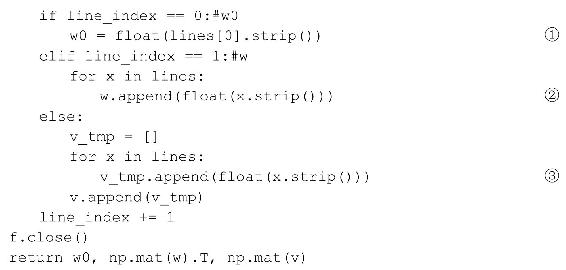 if line_index == 0:#w0
w0 = float(lines[0].strip()) ①
elif line_index == 1:#w
for x in lines:
w.append(float(x.strip())) ②
else:
v_tmp = []
for x in lines:
v_tmp.append(float(x.strip())) ③
v.append(v_tmp)
line_index += 1
f.close()
return w0, np.mat(w).T, np.mat(v)